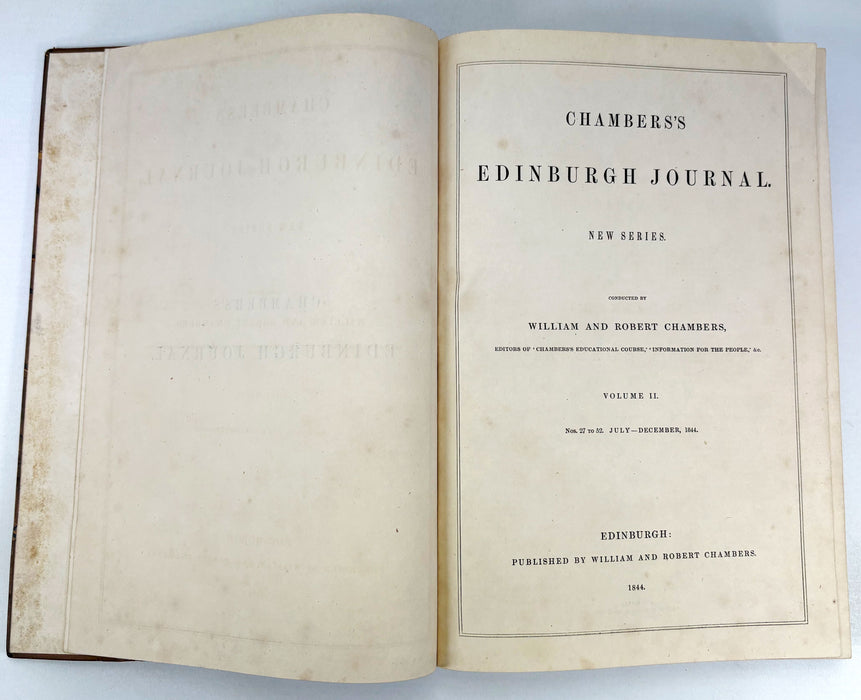 CHAMBERS'S
EDINBURGH JOURNAL.
NEW SERIES.
CONDUCTED BY
WILLIAM AND ROBERT CHAMBERS,
EDITORS OF ‘CHAMBERS'S EDUCATIONAL COURSE,’ ‘INFORMATION FOR THE PEOPLE,’ &c.
VOLUME II.
Nos. 27 TO 52. JULY—DECEMBER, 1844.
EDINBURGH:
PUBLISHED BY WILLIAM AND ROBERT CHAMBERS.
1844.